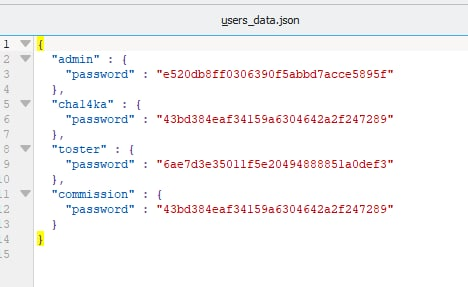 users_data.json
1 {
2 "admin" : {
3 "password" : "e520db8ff0306390f5abbd7acce5895f"
4 },
5 "chal4ka" : {
6 "password" : "43bd384eaf34159a6304642a2f247289"
7 },
8 "toster" : {
9 "password" : "6ae7d3e35011f5e20494888851a0def3"
10 },
11 "commission" : {
12 "password" : "43bd384eaf34159a6304642a2f247289"
13 }
14 }
15